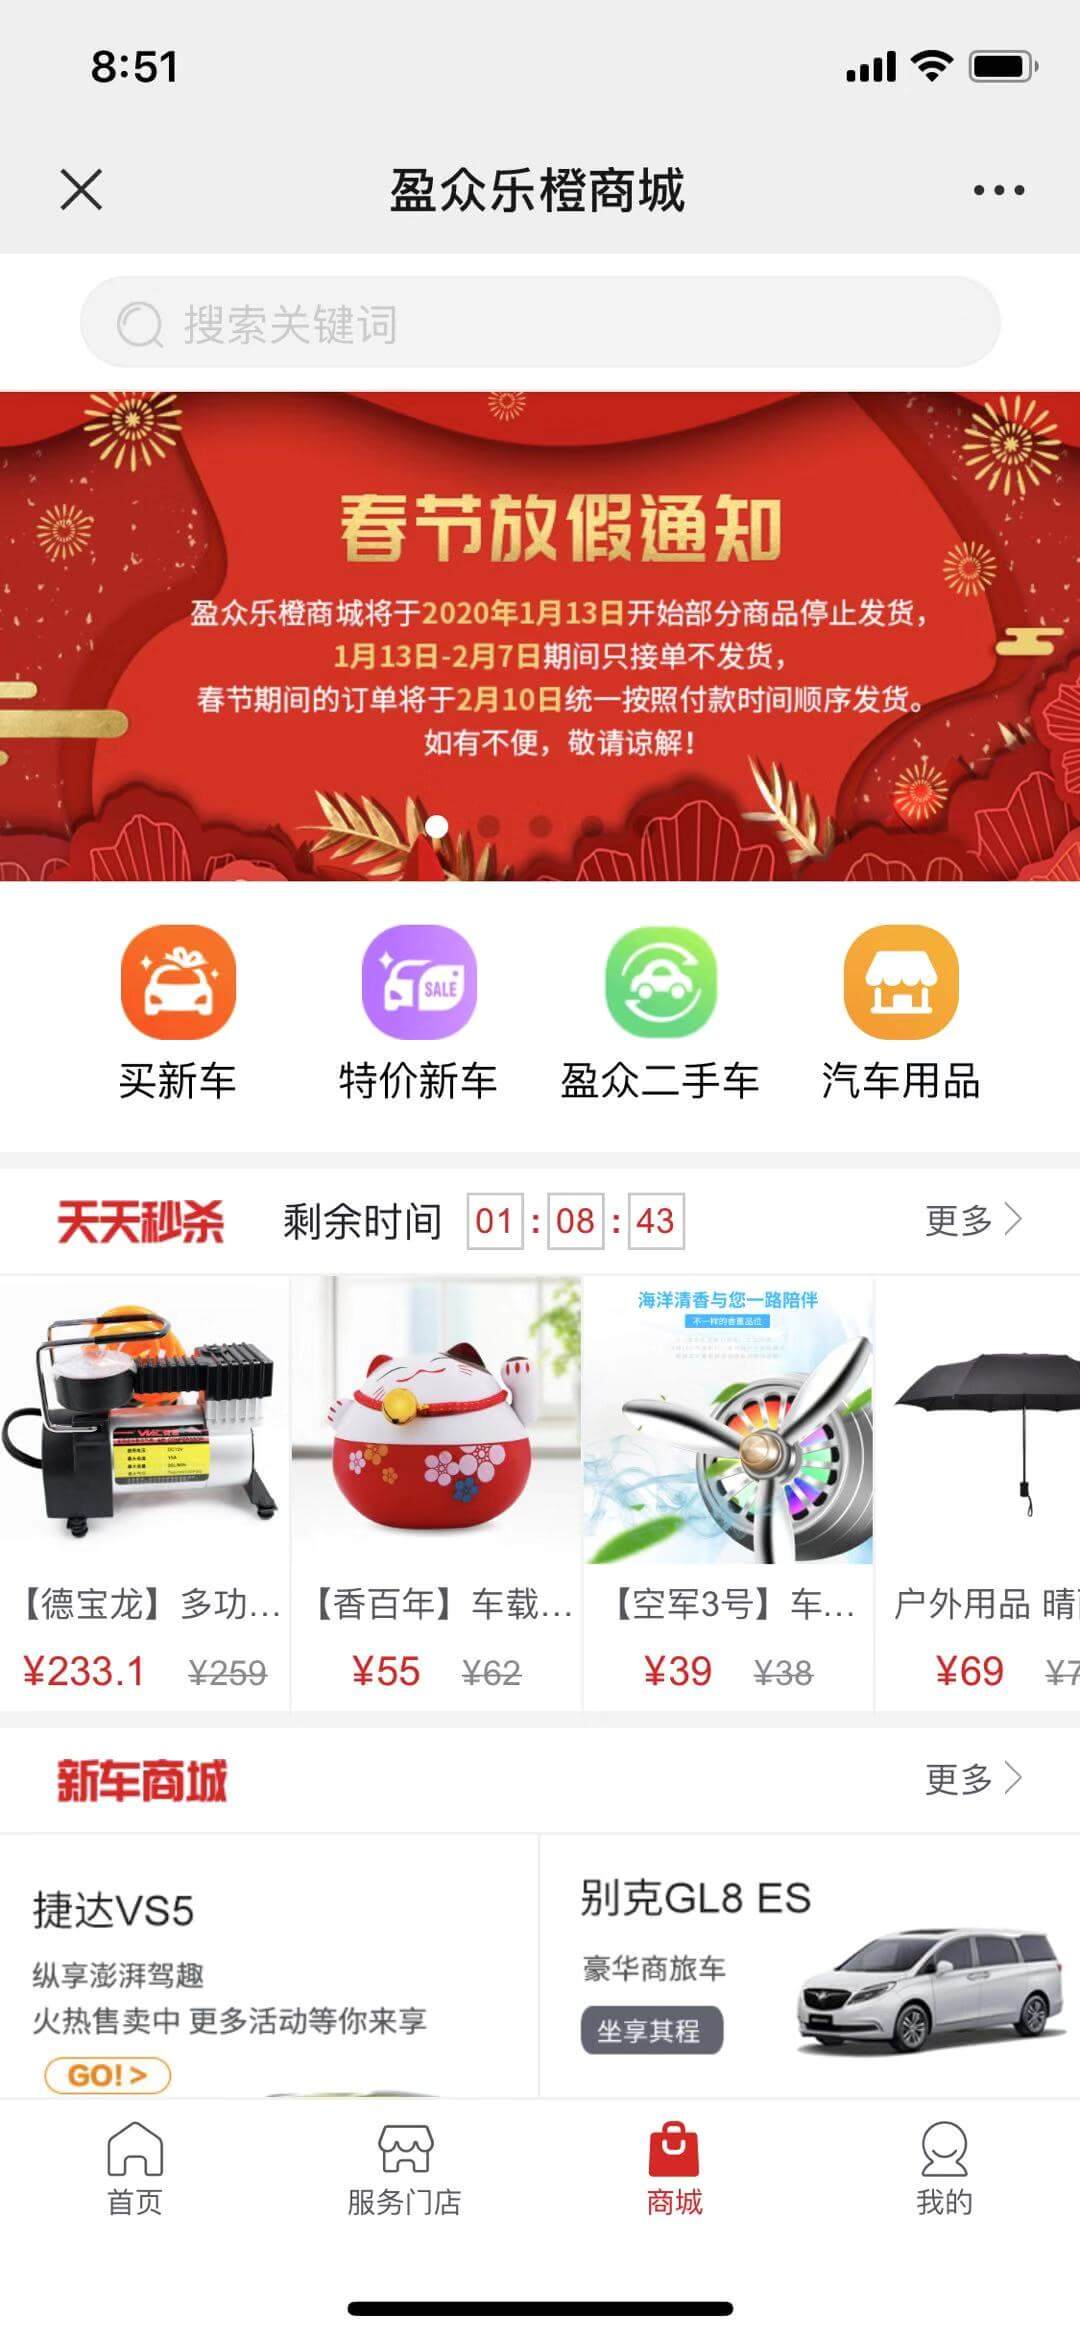 8:51
盈众乐橙商城
搜索关键词
春节放假通知
盈众乐橙商城将于2020年1月13日开始部分商品停止发货，
1月13日-2月7日期间只接单不发货，
春节期间的订单将于2月10日统一按照付款时间顺序发货。
如有不便，敬请谅解！
SALE
买新车 特价新车 盈众二手车 汽车用品
天天秒杀 剩余时间 01:08:43 更多
海洋清香与您一路陪伴
不一样的香薰品位
【德宝龙】多功... 【香百年】车载... 【空军3号】车... 户外用品 晴
¥233.1 ¥259 ¥55 ¥62 ¥39 ¥38 ¥69 ¥7
新车商城 更多
捷达VS5
纵享澎湃驾趣
火热售卖中 更多活动等你来享
GO! >
别克GL8 ES
豪华商旅车
坐享其程
首页 服务门店 商城 我的